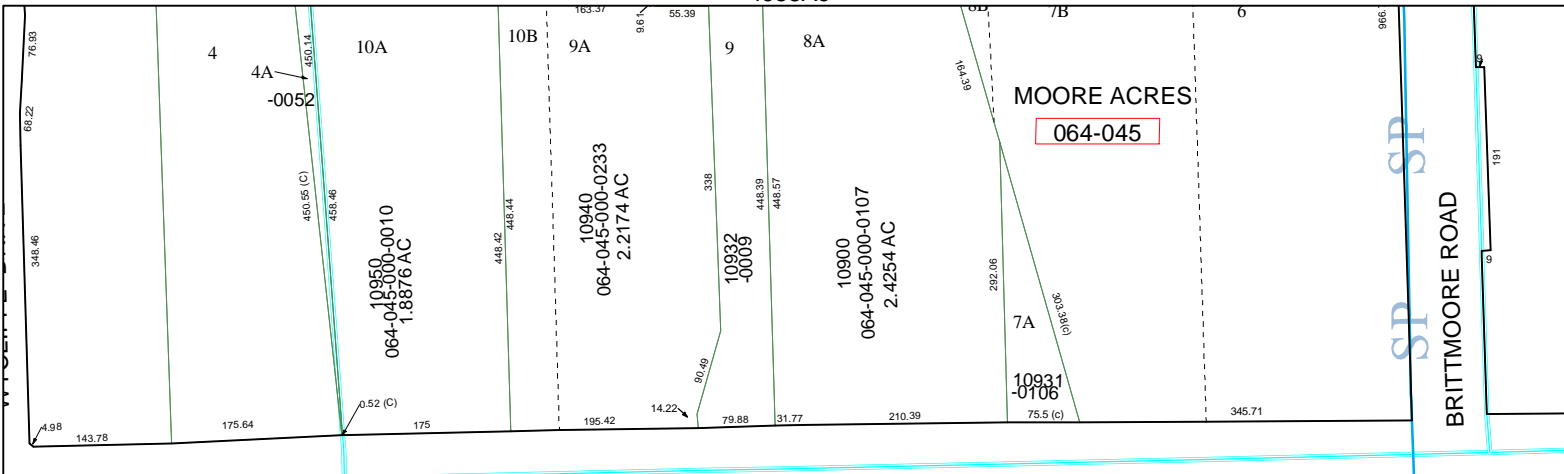 163.37
55.39
9.61
8B
7B
6
966.
76.93
4
10A
10B
9A
9
8A
450.14
4A
-0052
164.39
MOORE ACRES
064-045
SP
191
9
68.22
450.55 (C)
458.46
448.44
448.42
338
448.39
448.57
10950
064-045-000-0010
1.8876 AC
10940
064-045-000-0233
2.2174 AC
10932
-0009
10900
064-045-000-0107
2.4254 AC
348.46
292.06
303.38(c)
7A
10931
-0106
SP
BRITTMOORE ROAD
90.49
14.22
0.52 (C)
4.98
143.78
175.64
175
195.42
79.88
31.77
210.39
75.5 (c)
345.71